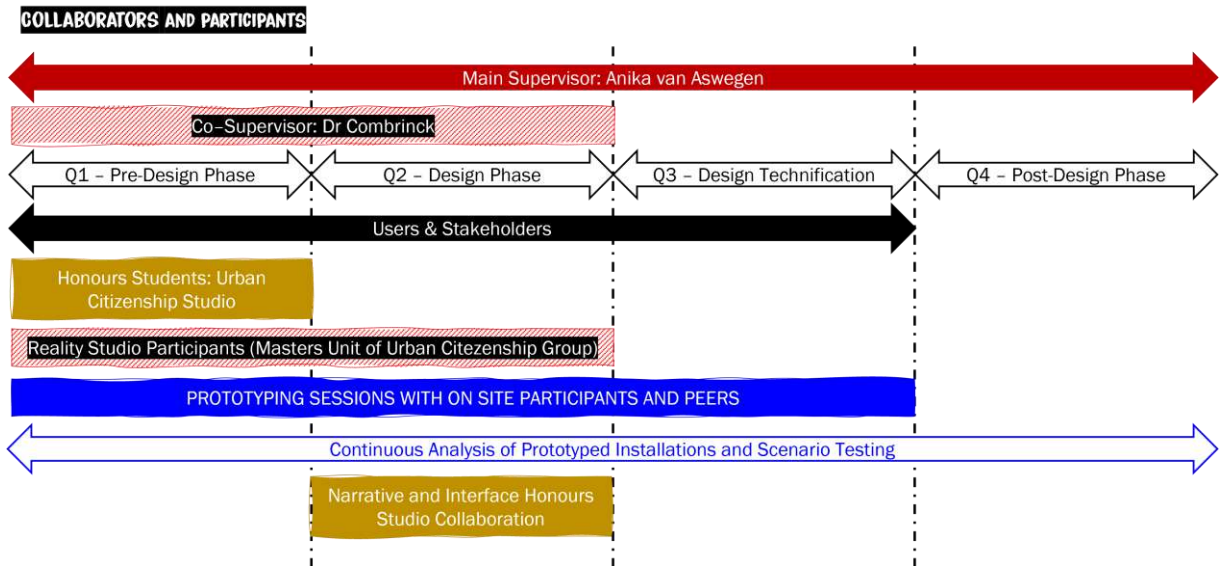 COLLABORATORS AND PARTICIPANTS
Main Supervisor: Anika van Aswegen
Co–Supervisor: Dr Combrinck
Q1 – Pre-Design Phase
Q2 – Design Phase
Q3 – Design Technification
Q4 – Post-Design Phase
Users & Stakeholders
Honours Students: Urban
Citizenship Studio
Reality Studio Participants (Masters Unit of Urban Citezenship Group)
PROTOTYPING SESSIONS WITH ON SITE PARTICIPANTS AND PEERS
Continuous Analysis of Prototyped Installations and Scenario Testing
Narrative and Interface Honours
Studio Collaboration